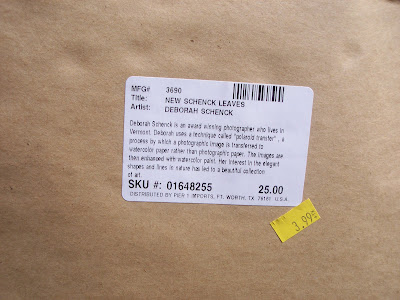 MFG# 3690
Title: NEW SCHENCK LEAVES
Artist: DEBORAH SCHENCK
Deborah Schenck is an award winning photographer who lives in
Vermont. Deborah uses a technique called "polaroid transfer" , a
process by which a photographic image is transferred to
watercolor paper rather than photographic paper. The images are
then enhanced with watercolor paint. Her interest in the elegant
shapes and lines in nature has led to a beautiful collection
of art.
SKU #: 01648255 25.00
DISTRIBUTED BY PIER 1 IMPORTS, FT. WORTH, TX. 76161 U.S.A.
3.99